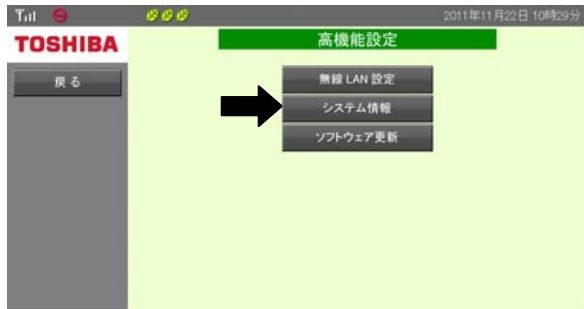 2011年11月22日 10時29分
TOSHIBA
高機能設定
戻る
無線 LAN 設定
システム情報
ソフトウェア更新